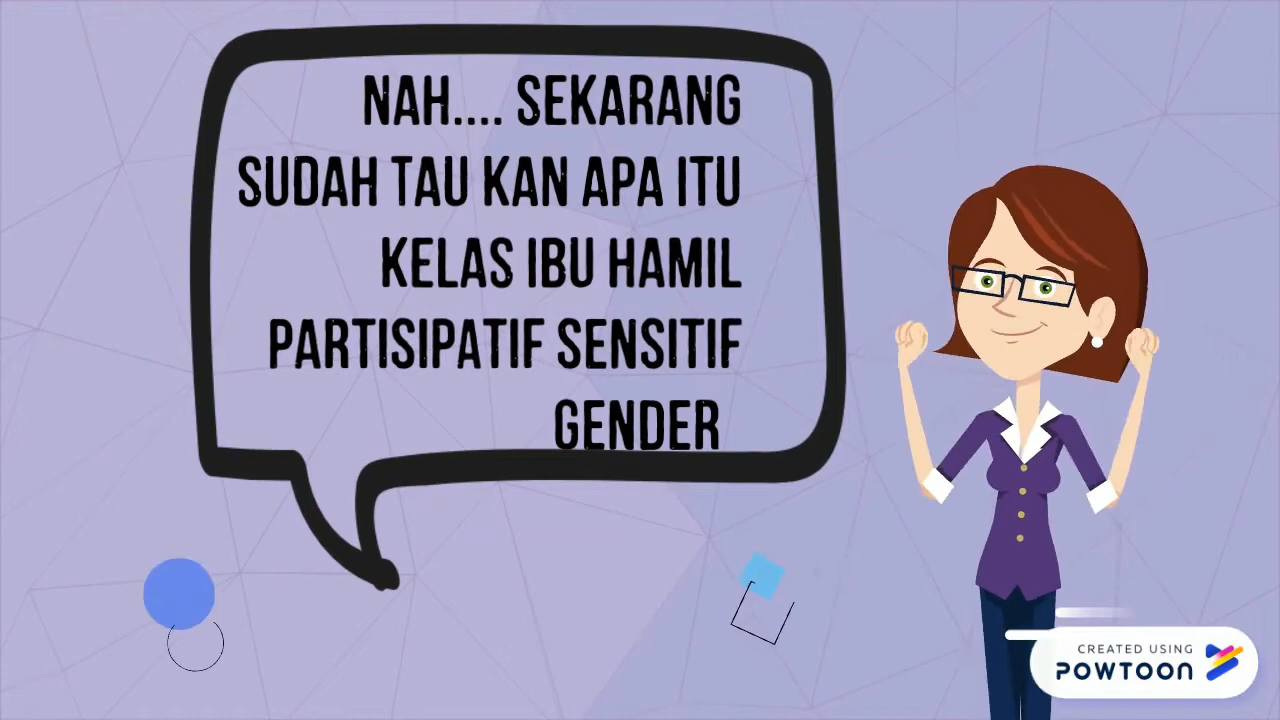 NAH.... SEKARANG
SUDAH TAU KAN APA ITU
KELAS IBU HAMIL
PARTISIPATIF SENSITIF
GENDER
CREATED USING
POWTOON